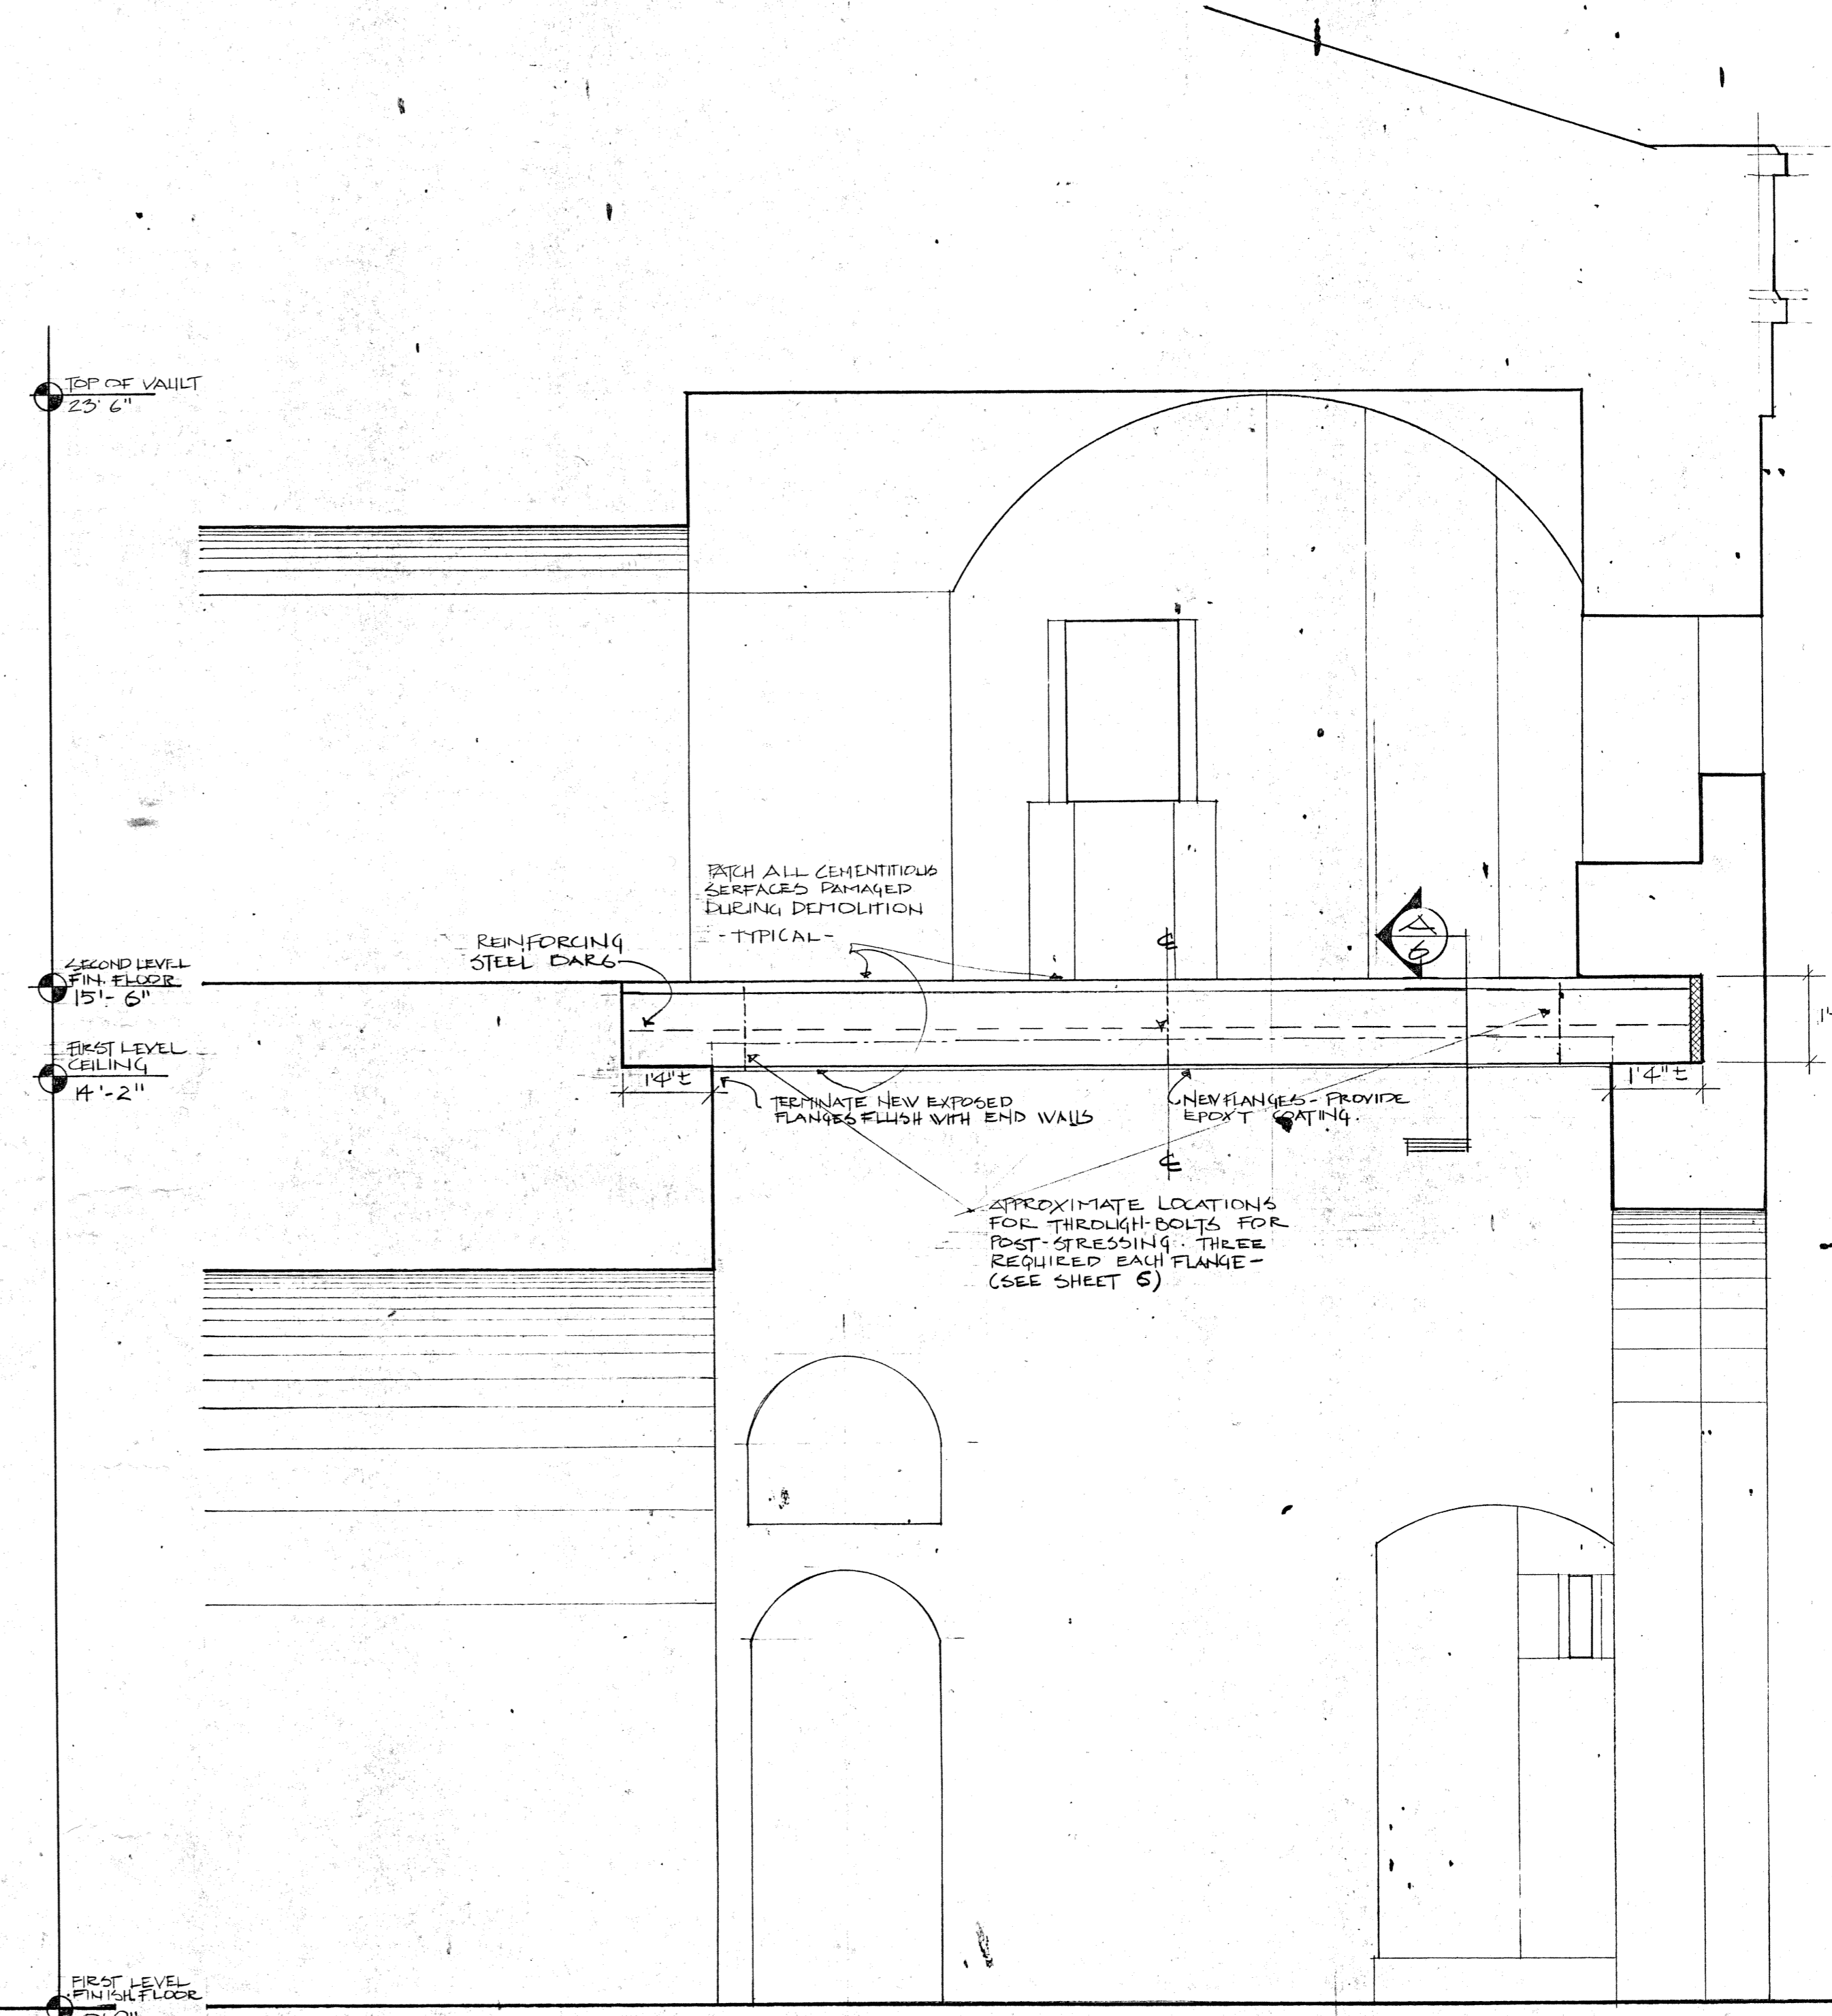 TOP OF VAULT
23'6"
PATCH ALL CEMENTITIOUS
SERFACES DAMAGED
DURING DEMOLITION
- TYPICAL -
REINFORCING
STEEL BARS
SECOND LEVEL
FIN. FLOOR
15'-6"
FIRST LEVEL
CEILING
14'-2"
A
6
℄
1'4"±
TERMINATE NEW EXPOSED
FLANGES FLUSH WITH END WALLS
NEW FLANGES - PROVIDE
EPOXY COATING.
1'4"±
℄
APPROXIMATE LOCATIONS
FOR THROUGH-BOLTS FOR
POST-STRESSING. THREE
REQUIRED EACH FLANGE -
(SEE SHEET 6)
FIRST LEVEL
FINISH FLOOR